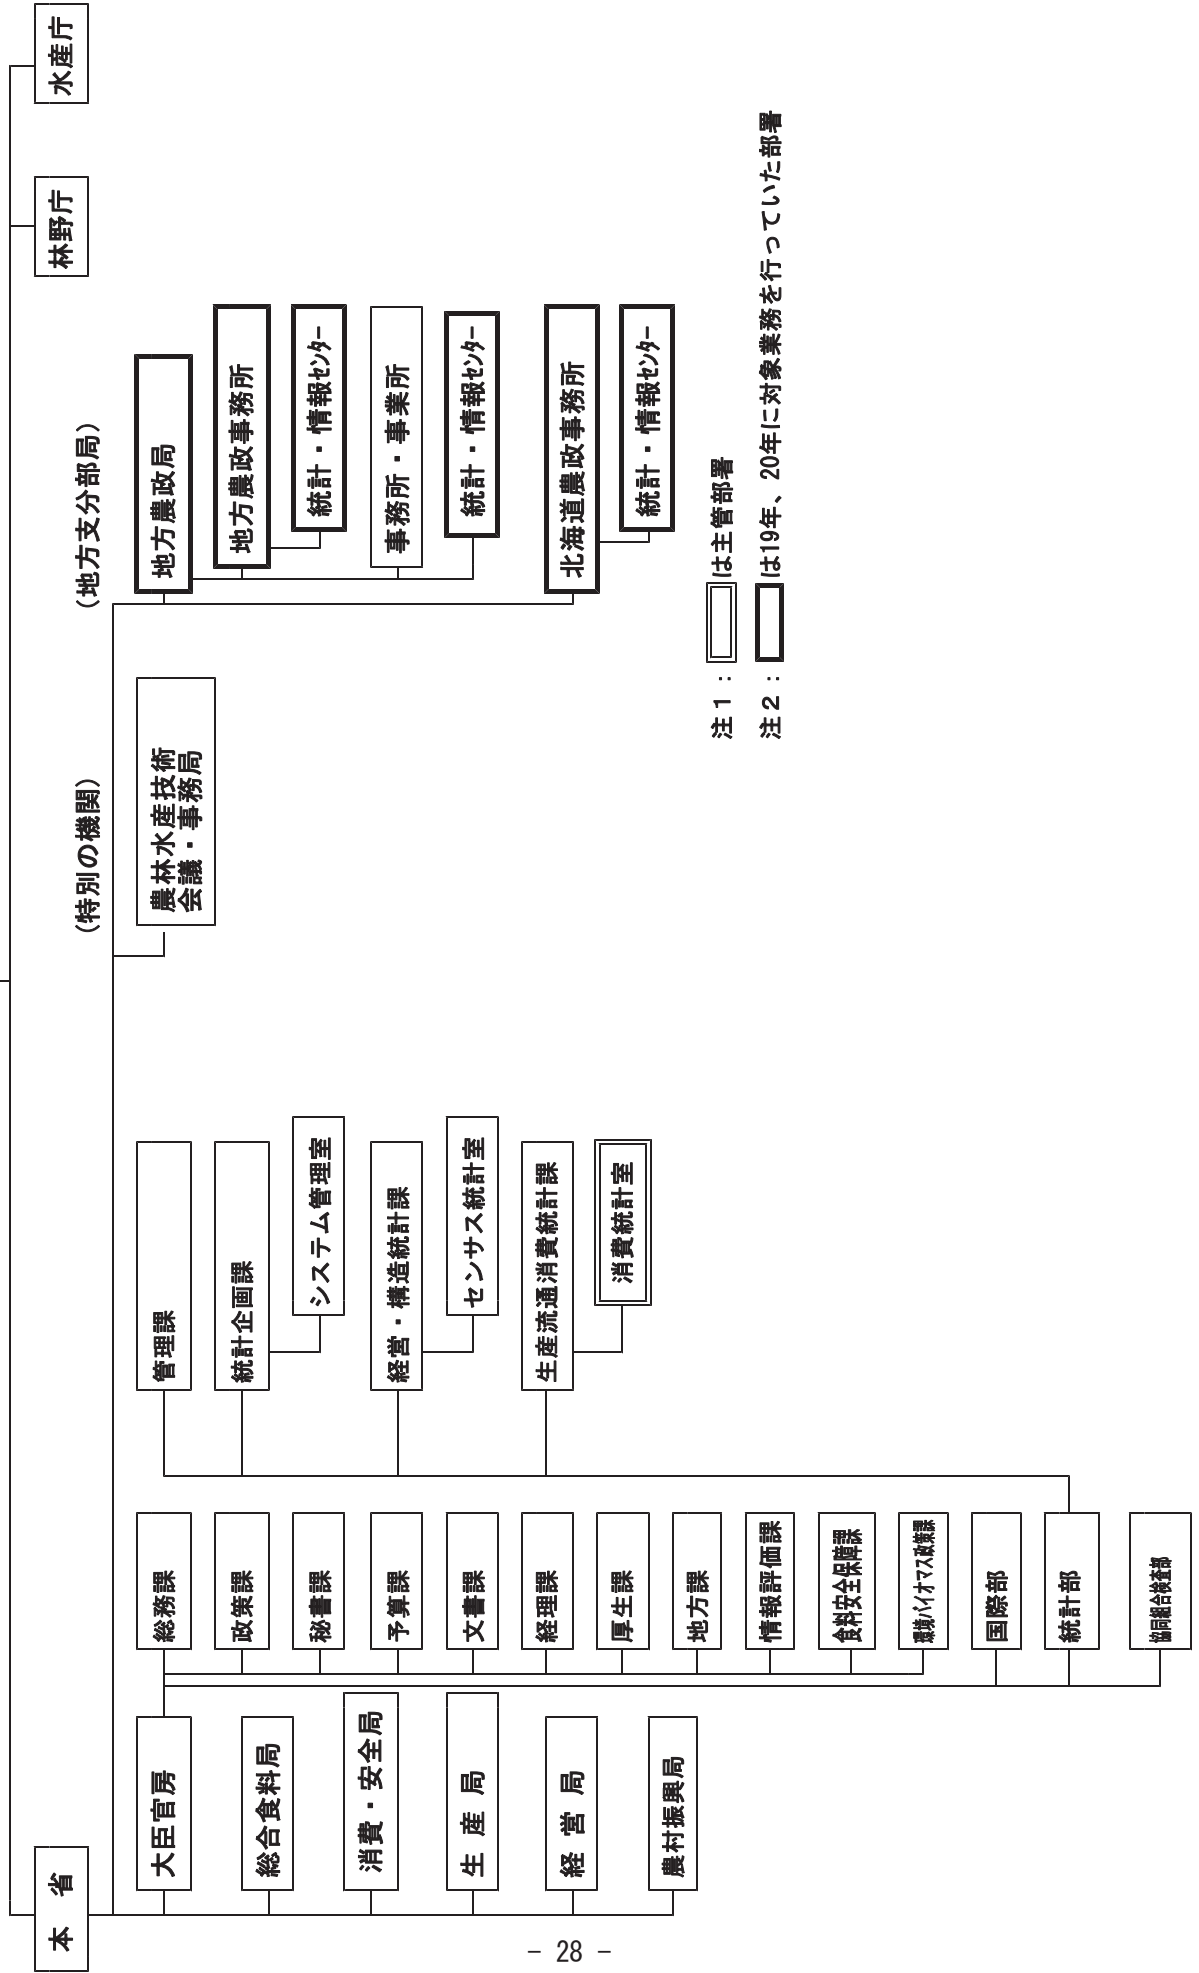 本 省
林野庁
水産庁
(特別の機関)
(地方支分部局)
大臣官房
総合食料局
消費・安全局
生 産 局
経 営 局
農村振興局
総務課
政策課
秘書課
予算課
文書課
経理課
厚生課
地方課
情報評価課
食料安全保障課
環境バイオマス政策課
国際部
統計部
協同組合検査部
管理課
統計企画課
システム管理室
経営・構造統計課
センサス統計室
生産流通消費統計課
消費統計室
農林水産技術
会議・事務局
地方農政局
地方農政事務所
統計・情報センター
事務所・事業所
統計・情報センター
北海道農政事務所
統計・情報センター
注1: は主管部署
注2: は19年、20年に対象業務を行っていた部署
- 28 -